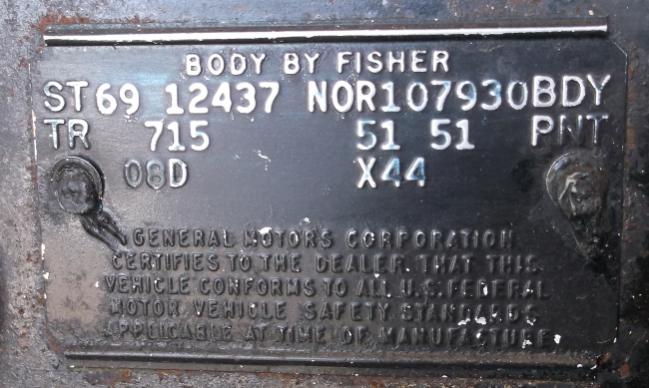 BODY BY FISHER
ST69 12437 NOR107930BDY
TR 715 51 51 PNT
08D X44
GENERAL MOTORS CORPORATION
CERTIFIES TO THE DEALER THAT THIS
VEHICLE CONFORMS TO ALL U.S. FEDERAL
MOTOR VEHICLE SAFETY STANDARDS
APPLICABLE AT TIME OF MANUFACTURE